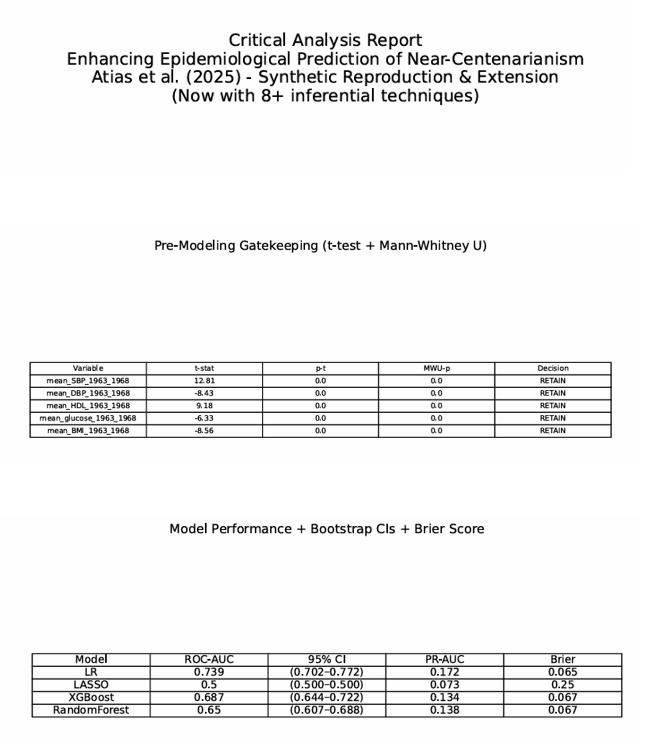 Critical Analysis Report
Enhancing Epidemiological Prediction of Near-Centenarianism
Atias et al. (2025) - Synthetic Reproduction & Extension
(Now with 8+ inferential techniques)
Pre-Modeling Gatekeeping (t-test + Mann-Whitney U)
Variable t-stat p-t MWU-p Decision
mean_SBP_1963_1968 12.81 0.0 0.0 RETAIN
mean_DBP_1963_1968 -8.43 0.0 0.0 RETAIN
mean_HDL_1963_1968 9.18 0.0 0.0 RETAIN
mean_glucose_1963_1968 -6.33 0.0 0.0 RETAIN
mean_BMI_1963_1968 -8.56 0.0 0.0 RETAIN
Model Performance + Bootstrap CIs + Brier Score
Model ROC-AUC 95% CI PR-AUC Brier
LR 0.739 (0.702–0.772) 0.172 0.065
LASSO 0.5 (0.500–0.500) 0.073 0.25
XGBoost 0.687 (0.644–0.722) 0.134 0.067
RandomForest 0.65 (0.607–0.688) 0.138 0.067